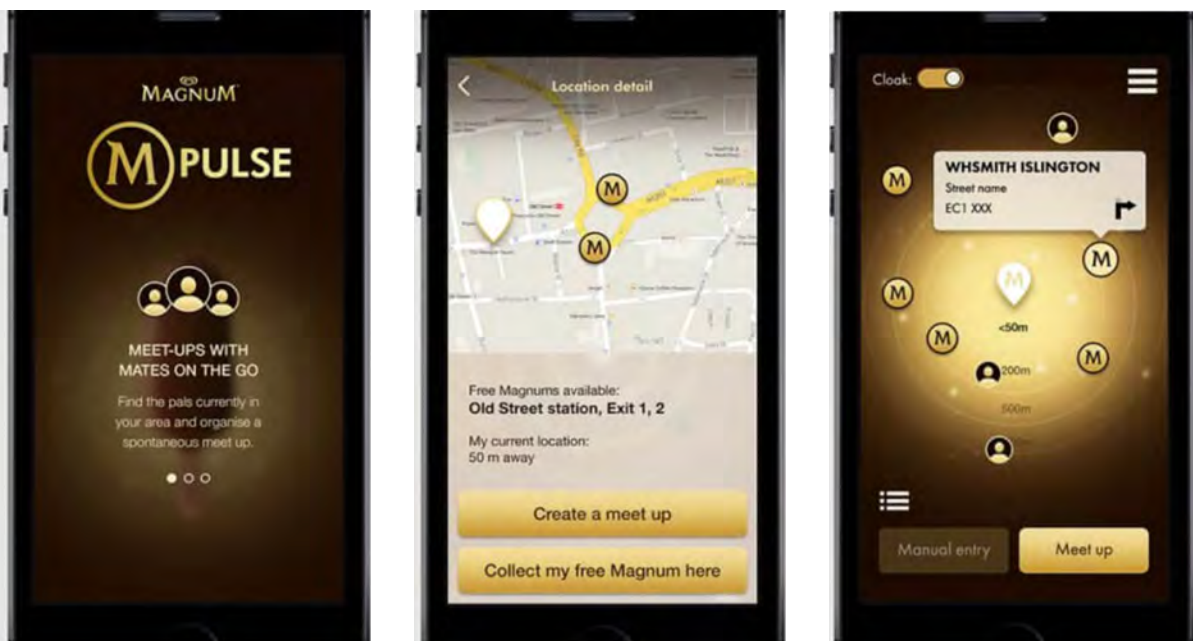 MAGNUM
M PULSE
MEET-UPS WITH
MATES ON THE GO
Find the pals currently in
your area and organise a
spontaneous meet up.
Location detail
M
M
Free Magnums available:
Old Street station, Exit 1, 2
My current location:
50 m away
Create a meet up
Collect my free Magnum here
Cloak:
WHSMITH ISLINGTON
Street name
EC1 XXX
M
M
M
M
M
M
<50m
200m
500m
Manual entry
Meet up